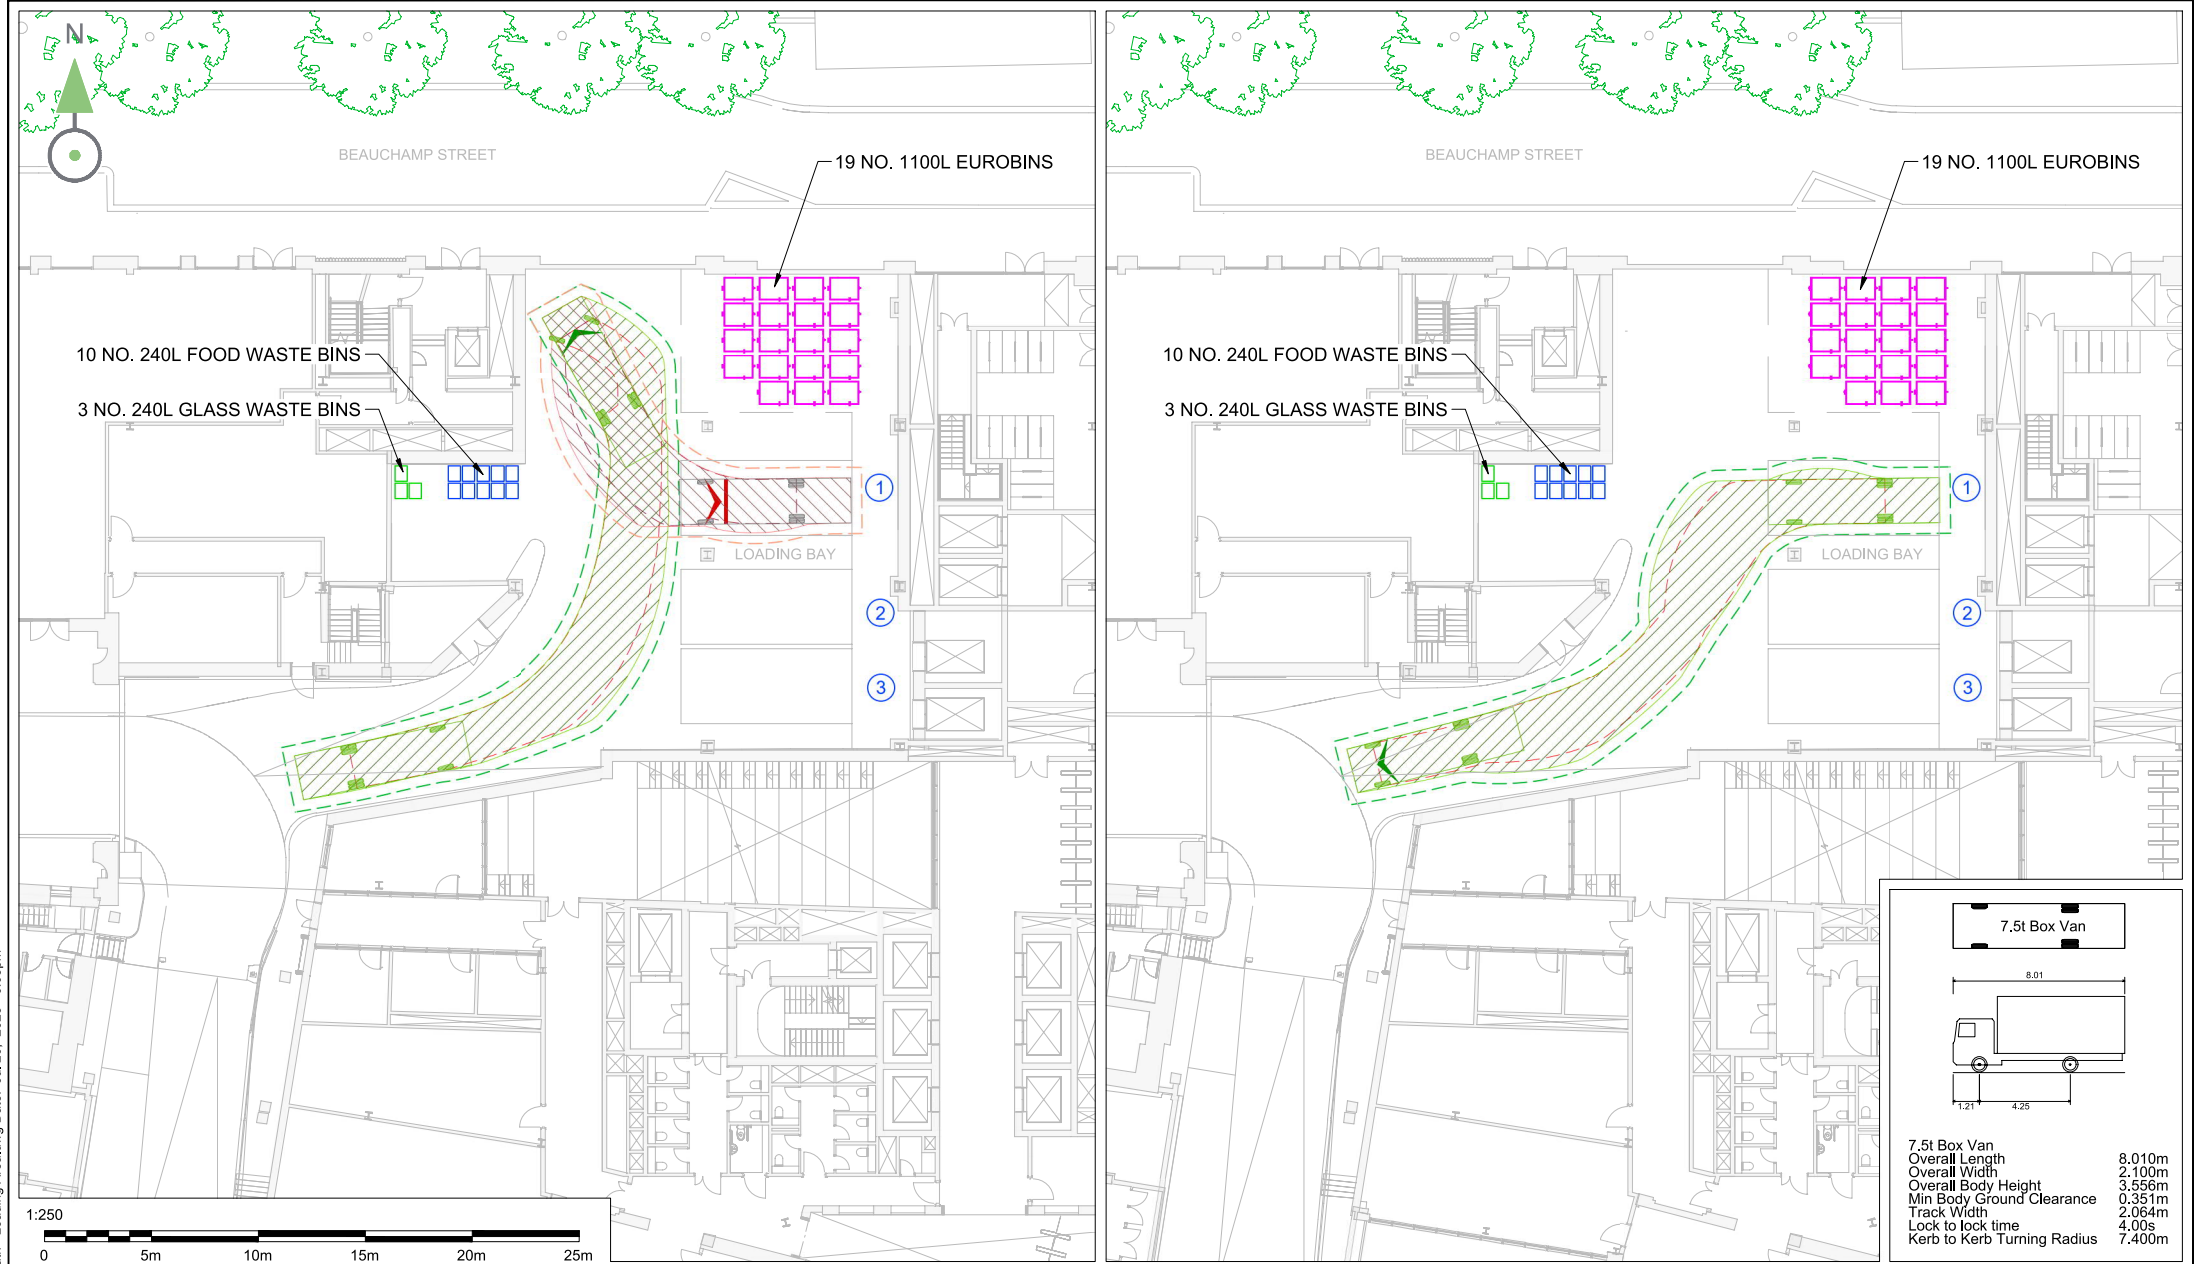 N
BEAUCHAMP STREET
19 NO. 1100L EUROBINS
10 NO. 240L FOOD WASTE BINS
3 NO. 240L GLASS WASTE BINS
1
LOADING BAY
2
3
1:250
0 5m 10m 15m 20m 25m
BEAUCHAMP STREET
19 NO. 1100L EUROBINS
10 NO. 240L FOOD WASTE BINS
3 NO. 240L GLASS WASTE BINS
1
LOADING BAY
2
3
7.5t Box Van
8.01
1.21 4.25
7.5t Box Van
Overall Length 8.010m
Overall Width 2.100m
Overall Body Height 3.556m
Min Body Ground Clearance 0.351m
Track Width 2.064m
Lock to lock time 4.00s
Kerb to Kerb Turning Radius 7.400m